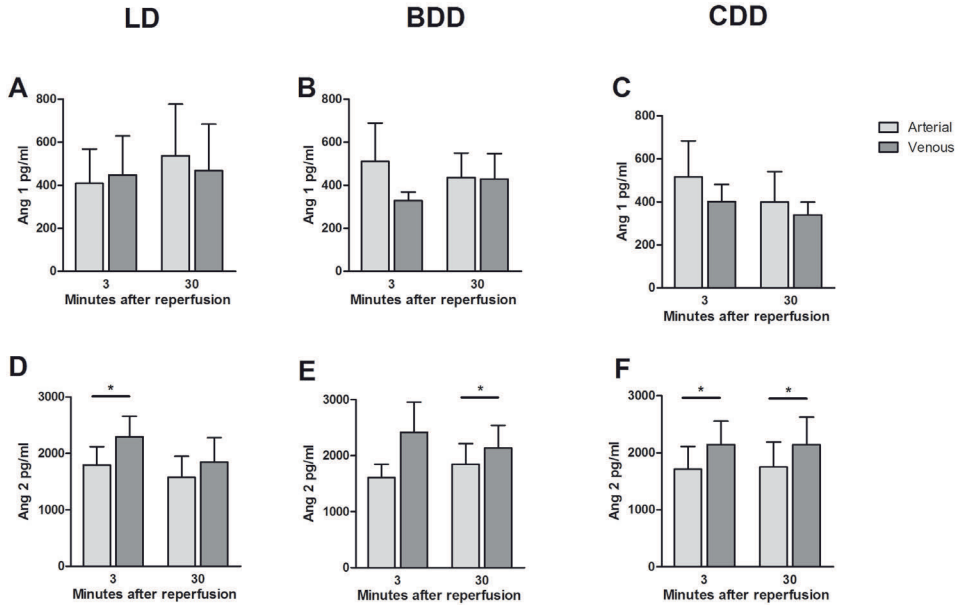 LD
BDD
CDD
A
800
600
400
200
0
Ang 1 pg/ml
3
30
Minutes after reperfusion
B
800
600
400
200
0
Ang 1 pg/ml
3
30
Minutes after reperfusion
C
800
600
400
200
0
Ang 1 pg/ml
3
30
Minutes after reperfusion
Arterial
Venous
D
3000
2000
1000
0
Ang 2 pg/ml
*
3
30
Minutes after reperfusion
E
3000
2000
1000
0
Ang 2 pg/ml
*
3
30
Minutes after reperfusion
F
3000
2000
1000
0
Ang 2 pg/ml
*
*
3
30
Minutes after reperfusion